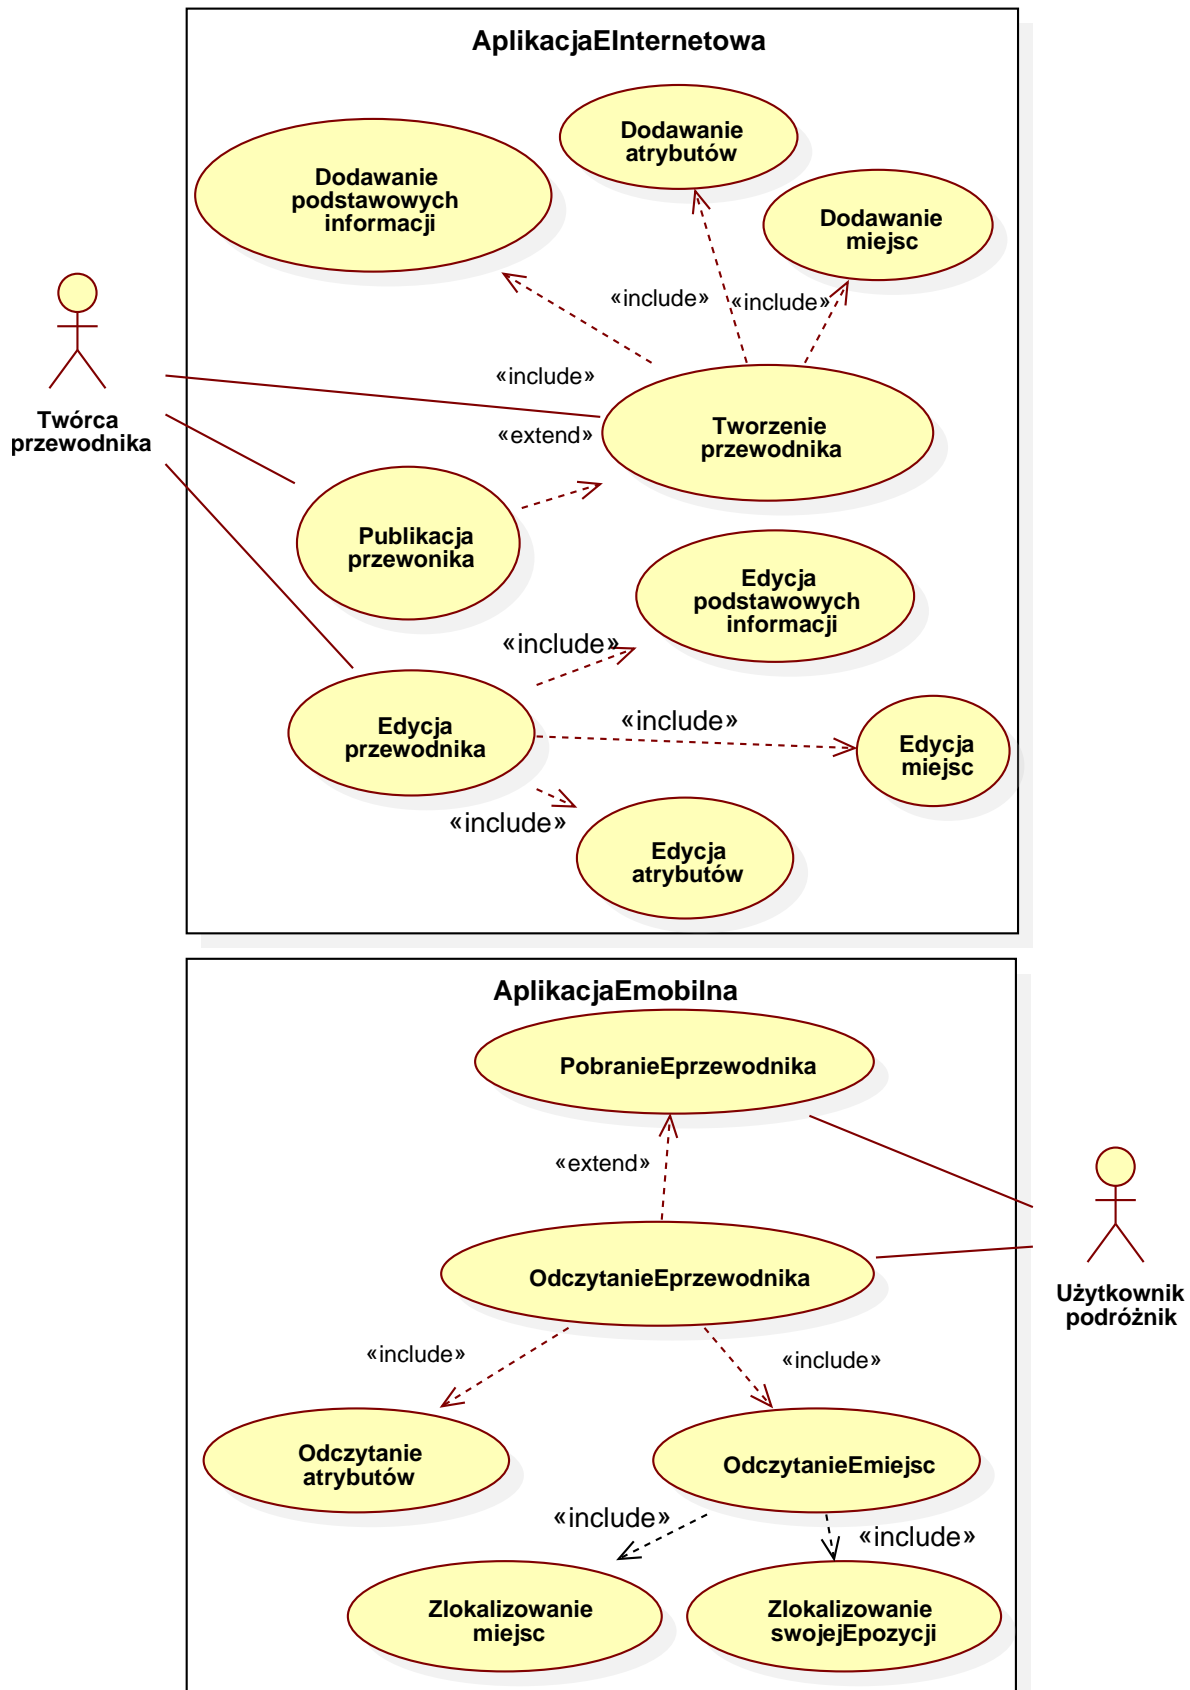 AplikacjaEInternetowa
Dodawanie
atrybutów
Dodawanie
podstawowych
informacji
Dodawanie
miejsc
«include»
«include»
«include»
Twórca
przewodnika
«extend»
Tworzenie
przewodnika
Publikacja
przewonika
Edycja
podstawowych
informacji
«include»
Edycja
przewodnika
«include»
Edycja
miejsc
«include»
Edycja
atrybutów
AplikacjaEmobilna
PobranieEprzewodnika
«extend»
OdczytanieEprzewodnika
Użytkownik
podróżnik
«include»
«include»
Odczytanie
atrybutów
OdczytanieEmiejsc
«include»
«include»
Zlokalizowanie
miejsc
Zlokalizowanie
swojejEpozycji